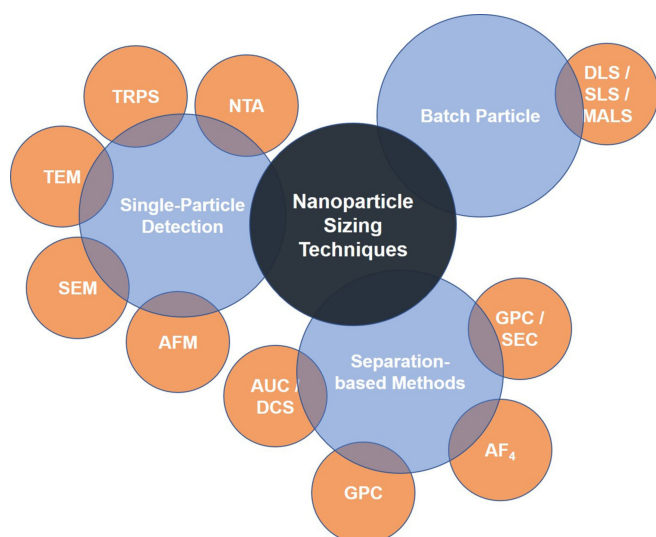 DLS /
SLS /
MALS
TRPS
NTA
Batch Particle
TEM
Single-Particle
Detection
Nanoparticle
Sizing
Techniques
SEM
GPC /
SEC
AFM
Separation-
based Methods
AUC /
DCS
AF₄
GPC